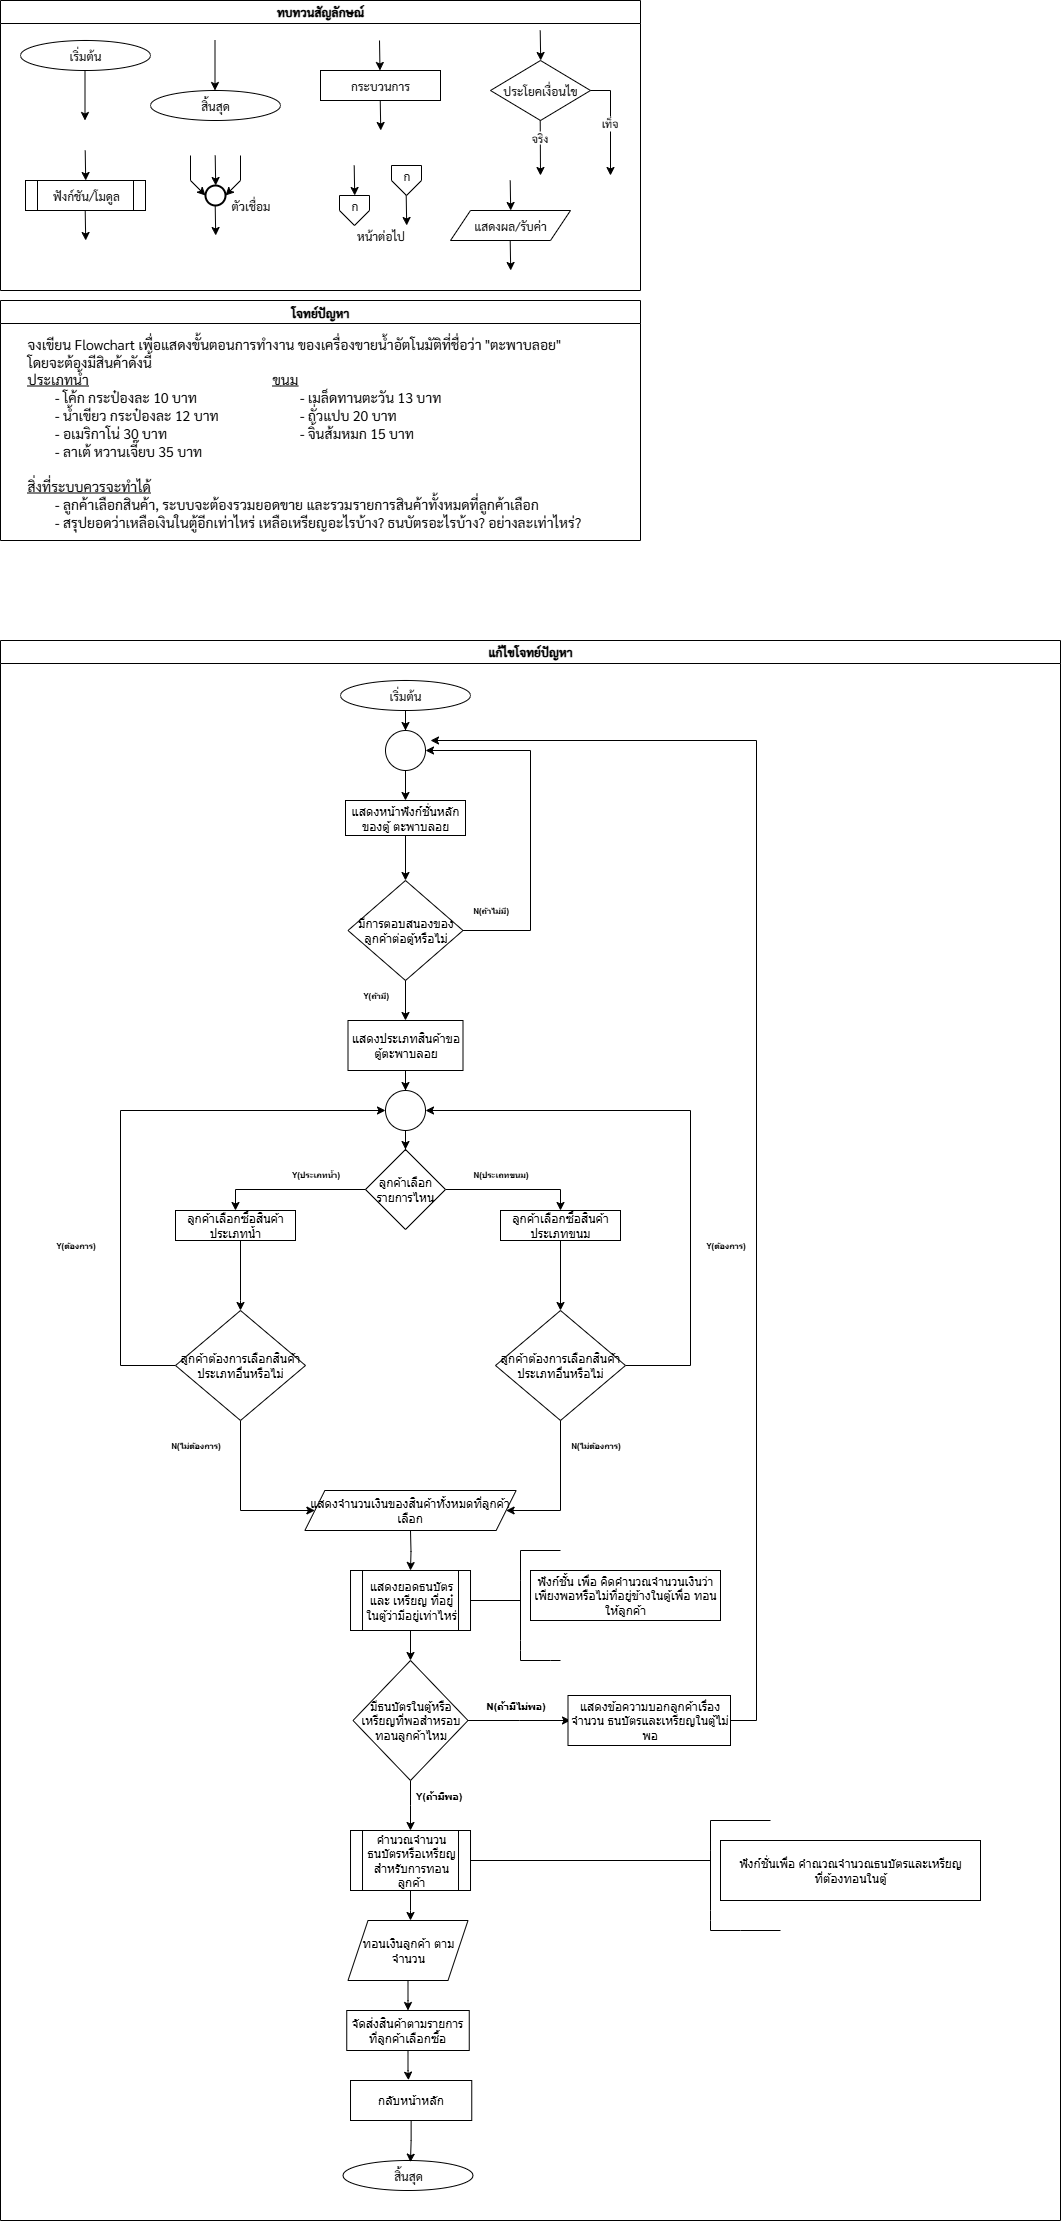 ทบทวนสัญลักษณ์
เริ่มต้น
สิ้นสุด
กระบวนการ
ประโยคเงื่อนไข
เท็จ
จริง
ฟังก์ชัน/โมดูล
ตัวเชื่อม
ก
ก
หน้าต่อไป
แสดงผล/รับค่า
โจทย์ปัญหา
จงเขียน Flowchart เพื่อแสดงขั้นตอนการทำงาน ของเครื่องขายน้ำอัตโนมัติที่ชื่อว่า "ตะพาบลอย"
โดยจะต้องมีสินค้าดังนี้
ประเภทน้ำ
- โค้ก กระป๋องละ 10 บาท
- น้ำเขียว กระป๋องละ 12 บาท
- อเมริกาโน่ 30 บาท
- ลาเต้ หวานเจี๊ยบ 35 บาท
ขนม
- เมล็ดทานตะวัน 13 บาท
- ถั่วแปบ 20 บาท
- จิ้นส้มหมก 15 บาท
สิ่งที่ระบบควรจะทำได้
- ลูกค้าเลือกสินค้า, ระบบจะต้องรวมยอดขาย และรวมรายการสินค้าทั้งหมดที่ลูกค้าเลือก
- สรุปยอดว่าเหลือเงินในตู้อีกเท่าไหร่ เหลือเหรียญอะไรบ้าง? ธนบัตรอะไรบ้าง? อย่างละเท่าไหร่?
แก้ไขโจทย์ปัญหา
เริ่มต้น
แสดงหน้าฟังก์ชั่นหลัก
ของตู้ ตะพาบลอย
มีการตอบสนองของ
ลูกค้าต่อตู้หรือไม่
N(ถ้าไม่มี)
Y(ถ้ามี)
แสดงประเภทสินค้าขอ
ตู้ตะพาบลอย
ลูกค้าเลือก
รายการไหน
Y(ประเภทน้ำ)
N(ประเภทขนม)
ลูกค้าเลือกซื้อสินค้า
ประเภทน้ำ
ลูกค้าเลือกซื้อสินค้า
ประเภทขนม
Y(ต้องการ)
Y(ต้องการ)
ลูกค้าต้องการเลือกสินค้า
ประเภทอื่นหรือไม่
ลูกค้าต้องการเลือกสินค้า
ประเภทอื่นหรือไม่
N(ไม่ต้องการ)
N(ไม่ต้องการ)
แสดงจำนวนเงินของสินค้าทั้งหมดที่ลูกค้า
เลือก
แสดงยอดธนบัตร
และ เหรียญ ที่อยู่
ในตู้ว่ามีอยู่เท่าไหร่
ฟังก์ชั้น เพื่อ คิดคำนวณจำนวนเงินว่า
เพียงพอหรือไม่ที่อยู่ข้างในตู้เพื่อ ทอน
ให้ลูกค้า
มีธนบัตรในตู้หรือ
เหรียญที่พอสำหรอบ
ทอนลูกค้าไหม
N(ถ้ามีไม่พอ)
แสดงข้อความบอกลูกค้าเรื่อง
จำนวน ธนบัตรและเหรียญในตู้ไม่
พอ
Y(ถ้ามีพอ)
คำนวณจำนวน
ธนบัตรหรือเหรียญ
สำหรับการทอน
ลูกค้า
ฟังก์ชั่นเพื่อ คำณวณจำนวณธนบัตรและเหรียญ
ที่ต้องทอนในตู้
ทอนเงินลูกค้า ตาม
จำนวน
จัดส่งสินค้าตามรายการ
ที่ลูกค้าเลือกซื้อ
กลับหน้าหลัก
สิ้นสุด